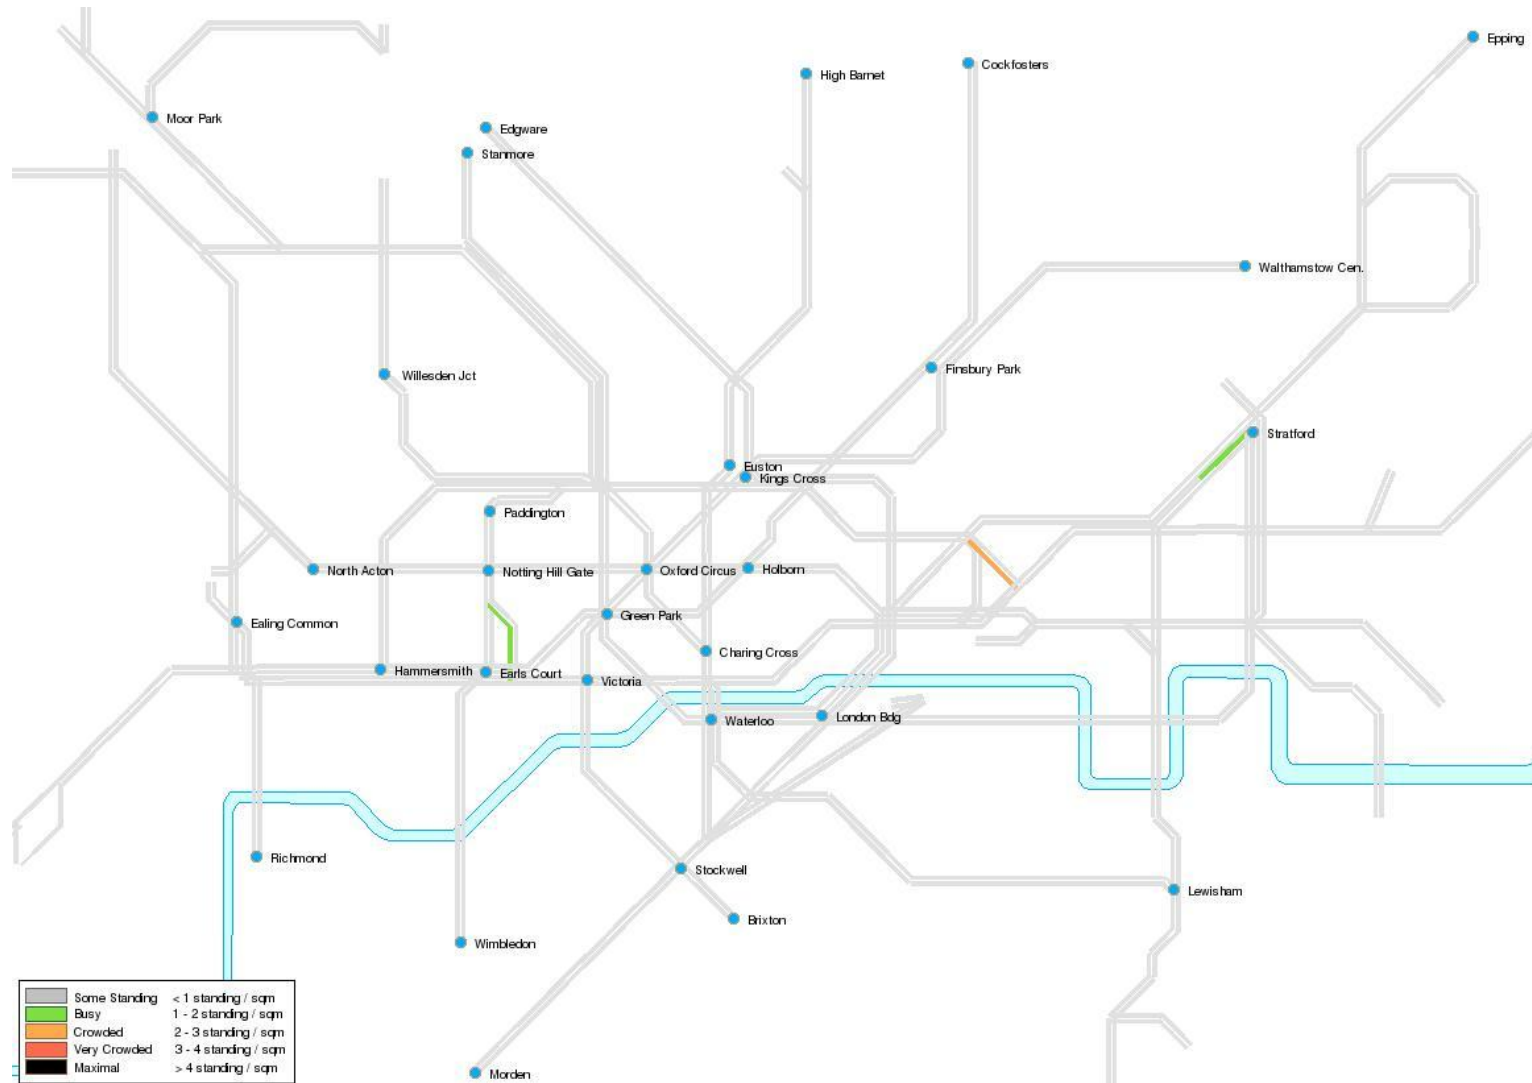 Epping
Cockfosters
High Barnet
Moor Park
Edgware
Stanmore
Walthamstow Cen.
Finsbury Park
Willesden Jct
Stratford
Euston
Kings Cross
Paddington
North Acton
Notting Hill Gate
Oxford Circus
Holborn
Green Park
Ealing Common
Charing Cross
Hammersmith
Earls Court
Victoria
Waterloo
London Bdg
Richmond
Stockwell
Lewisham
Brixton
Wimbledon
Morden
Some Standing < 1 standing / sqm
Busy 1 - 2 standing / sqm
Crowded 2 - 3 standing / sqm
Very Crowded 3 - 4 standing / sqm
Maximal > 4 standing / sqm